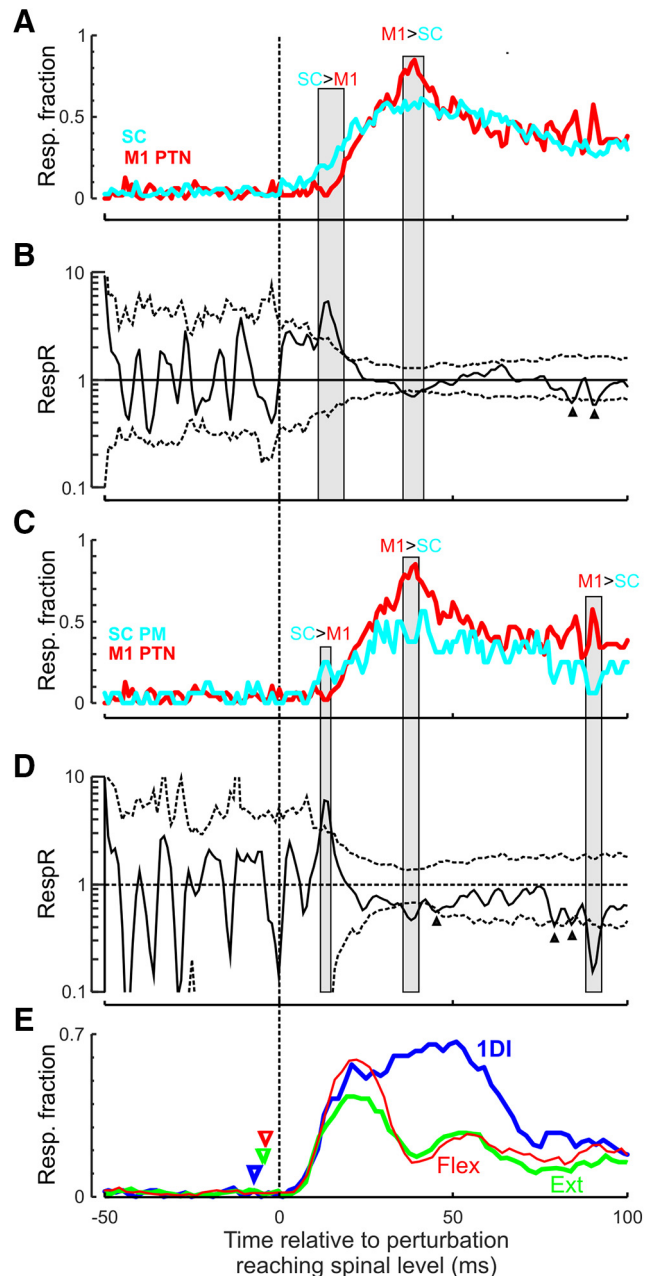 A
M1>SC
SC>M1
Resp. fraction
1
0.5
0
SC
M1 PTN
B
RespR
10
1
0.1
C
M1>SC
M1>SC
SC>M1
Resp. fraction
1
0.5
0
SC PM
M1 PTN
D
RespR
10
1
0.1
E
Resp. fraction
0.7
0
1DI
Flex
Ext
-50 0 50 100
Time relative to perturbation
reaching spinal level (ms)